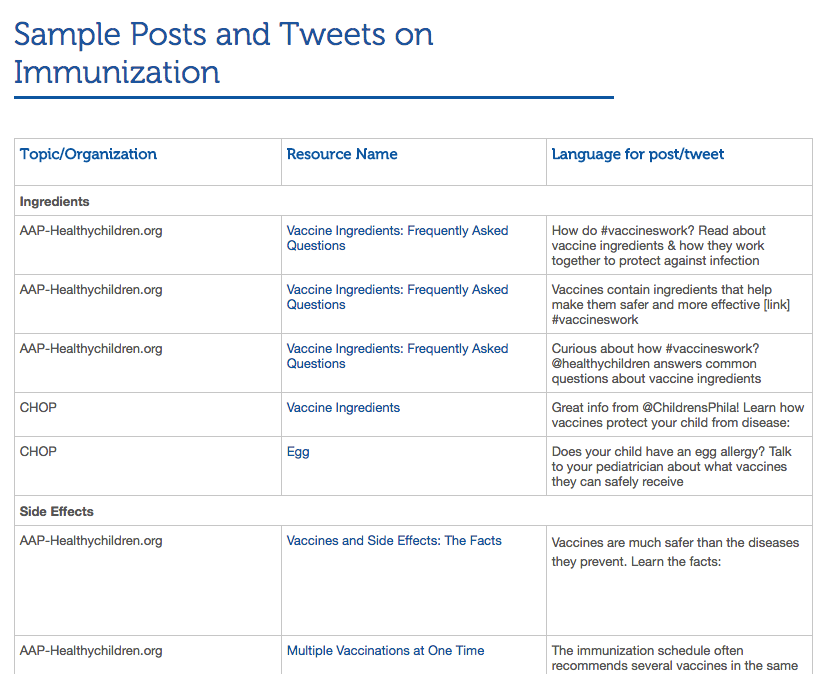 Sample Posts and Tweets on
Immunization
Topic/Organization
Resource Name
Language for post/tweet
Ingredients
AAP-Healthychildren.org
Vaccine Ingredients: Frequently Asked
Questions
How do #vaccineswork? Read about
vaccine ingredients & how they work
together to protect against infection
AAP-Healthychildren.org
Vaccine Ingredients: Frequently Asked
Questions
Vaccines contain ingredients that help
make them safer and more effective [link]
#vaccineswork
AAP-Healthychildren.org
Vaccine Ingredients: Frequently Asked
Questions
Curious about how #vaccineswork?
@healthychildren answers common
questions about vaccine ingredients
CHOP
Vaccine Ingredients
Great info from @ChildrensPhila! Learn how
vaccines protect your child from disease:
CHOP
Egg
Does your child have an egg allergy? Talk
to your pediatrician about what vaccines
they can safely receive
Side Effects
AAP-Healthychildren.org
Vaccines and Side Effects: The Facts
Vaccines are much safer than the diseases
they prevent. Learn the facts:
AAP-Healthychildren.org
Multiple Vaccinations at One Time
The immunization schedule often
recommends several vaccines in the same